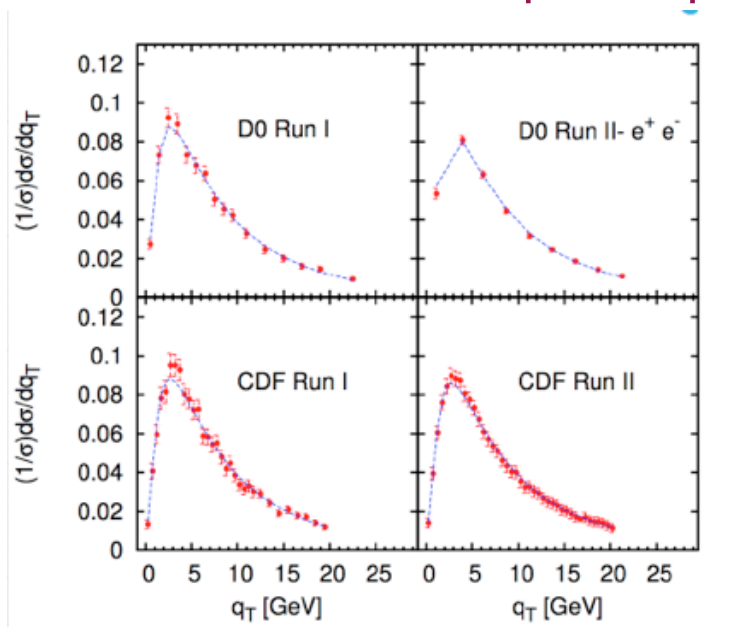 0.12
0.1
0.08
0.06
0.04
0.02
0
(1/σ)dσ/dq_T
D0 Run I
D0 Run II- e⁺ e⁻
0.12
0.1
0.08
0.06
0.04
0.02
0
(1/σ)dσ/dq_T
CDF Run I
CDF Run II
0 5 10 15 20 25
0 5 10 15 20 25
q_T [GeV]
q_T [GeV]